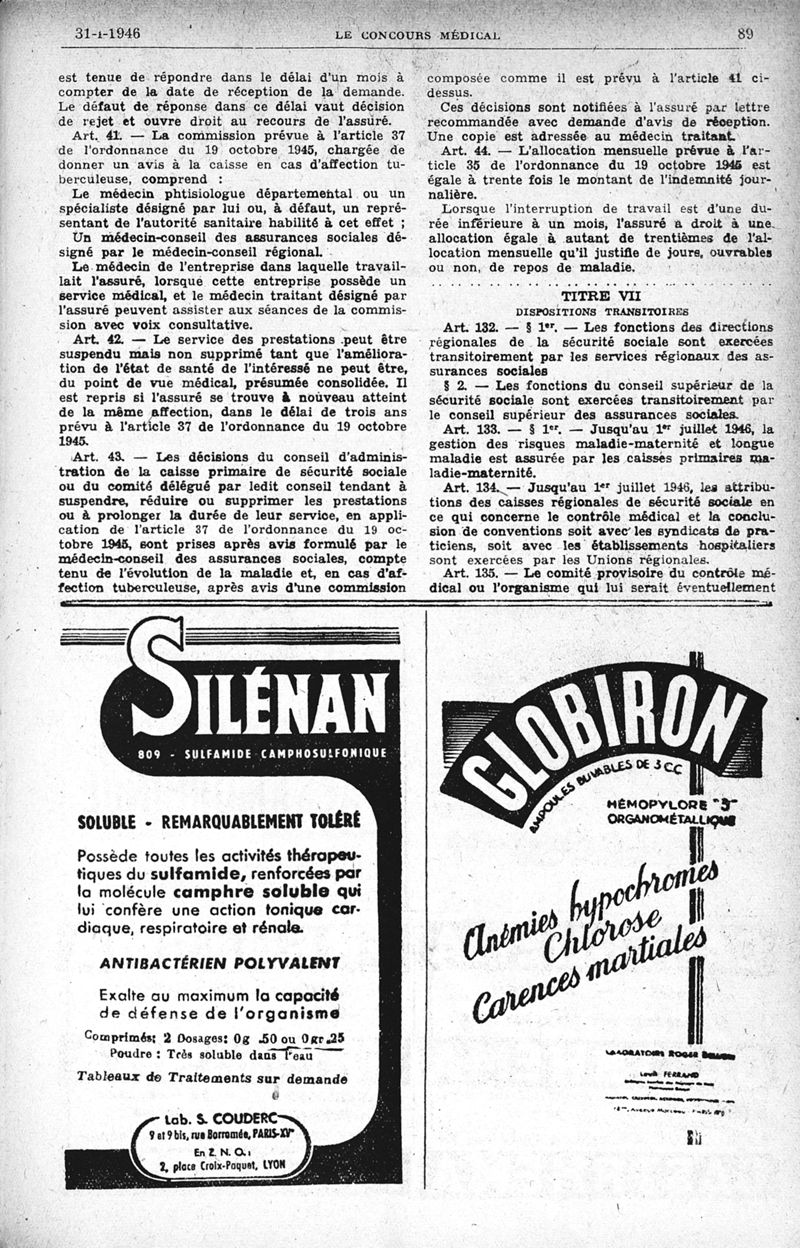 31-1-1946
LE CONCOURS MÉDICAL
89
est tenue de répondre dans le délai d'un mois à
compter de la date de réception de la demande.
Le défaut de réponse dans ce délai vaut décision
de rejet et ouvre droit au recours de l'assuré.
Art. 41. — La commission prévue à l'article 37
de l'ordonnance du 19 octobre 1945, chargée de
donner un avis à la caisse en cas d'affection tu-
berculeuse, comprend :
Le médecin phtisiologue départemental ou un
spécialiste désigné par lui ou, à défaut, un repré-
sentant de l'autorité sanitaire habilité à cet effet ;
Un médecin-conseil des assurances sociales dé-
signé par le médecin-conseil régional.
Le médecin de l'entreprise dans laquelle travail-
lait l'assuré, lorsque cette entreprise possède un
service médical, et le médecin traitant désigné par
l'assuré peuvent assister aux séances de la commis-
sion avec voix consultative.
Art. 42. — Le service des prestations peut être
suspendu mais non supprimé tant que l'améliora-
tion de l'état de santé de l'intéressé ne peut être,
du point de vue médical, présumée consolidée. Il
est repris si l'assuré se trouve à nouveau atteint
de la même affection, dans le délai de trois ans
prévu à l'article 37 de l'ordonnance du 19 octobre
1945.
Art. 43. — Les décisions du conseil d'adminis-
tration de la caisse primaire de sécurité sociale
ou du comité délégué par ledit conseil tendant à
suspendre, réduire ou supprimer les prestations
ou à prolonger la durée de leur service, en appli-
cation de l'article 37 de l'ordonnance du 19 oc-
tobre 1945, sont prises après avis formulé par le
médecin-conseil des assurances sociales, compte
tenu de l'évolution de la maladie et, en cas d'af-
fection tuberculeuse, après avis d'une commission
composée comme il est prévu à l'article 41 ci-
dessus.
Ces décisions sont notifiées à l'assuré par lettre
recommandée avec demande d'avis de réception.
Une copie est adressée au médecin traitant.
Art. 44. — L'allocation mensuelle prévue à l'ar-
ticle 35 de l'ordonnance du 19 octobre 1945 est
égale à trente fois le montant de l'indemnité jour-
nalière.
Lorsque l'interruption de travail est d'une du-
rée inférieure à un mois, l'assuré a droit à une
allocation égale à autant de trentièmes de l'al-
location mensuelle qu'il justifie de jours, ouvrables
ou non, de repos de maladie.
TITRE VII
DISPOSITIONS TRANSITOIRES
Art. 132. — § 1er. — Les fonctions des directions
régionales de la sécurité sociale sont exercées
transitoirement par les services régionaux des as-
surances sociales
§ 2. — Les fonctions du conseil supérieur de la
sécurité sociale sont exercées transitoirement par
le conseil supérieur des assurances sociales.
Art. 133. — § 1er. — Jusqu'au 1er juillet 1946, la
gestion des risques maladie-maternité et longue
maladie est assurée par les caisses primaires ma-
ladie-maternité.
Art. 134. — Jusqu'au 1er juillet 1946, les attribu-
tions des caisses régionales de sécurité sociale en
ce qui concerne le contrôle médical et la conclu-
sion de conventions soit avec les syndicats de pra-
ticiens, soit avec les établissements hospitaliers
sont exercées par les Unions régionales.
Art. 135. — Le comité provisoire du contrôle mé-
dical ou l'organisme qui lui serait éventuellement
SILÉNAN
809 - SULFAMIDE CAMPHOSULFONIQUE
SOLUBLE - REMARQUABLEMENT TOLÉRÉ
Possède toutes les activités thérapeu-
tiques du sulfamide, renforcées par
la molécule camphre soluble qui
lui confère une action tonique car-
diaque, respiratoire et rénale.
ANTIBACTÉRIEN POLYVALENT
Exalte au maximum la capacité
de défense de l'organisme
Comprimés: 2 Dosages: 0g .50 ou 0gr.25
Poudre : Très soluble dans l'eau
Tableaux de Traitements sur demande
Lab. S. COUDERC
9 et 9 bis, rue Borromée, PARIS-XVe
En Z. N. O.:
2, place Croix-Paquet, LYON
GLOBIRON
AMPOULES BUVABLES DE 3 CC
HÉMOPYLORE "3"
ORGANOMÉTALLIQUE
Anémies hypochromes
Chlorose
Carences martiales
LABORATOIRE ROGER
Louis FERRAND